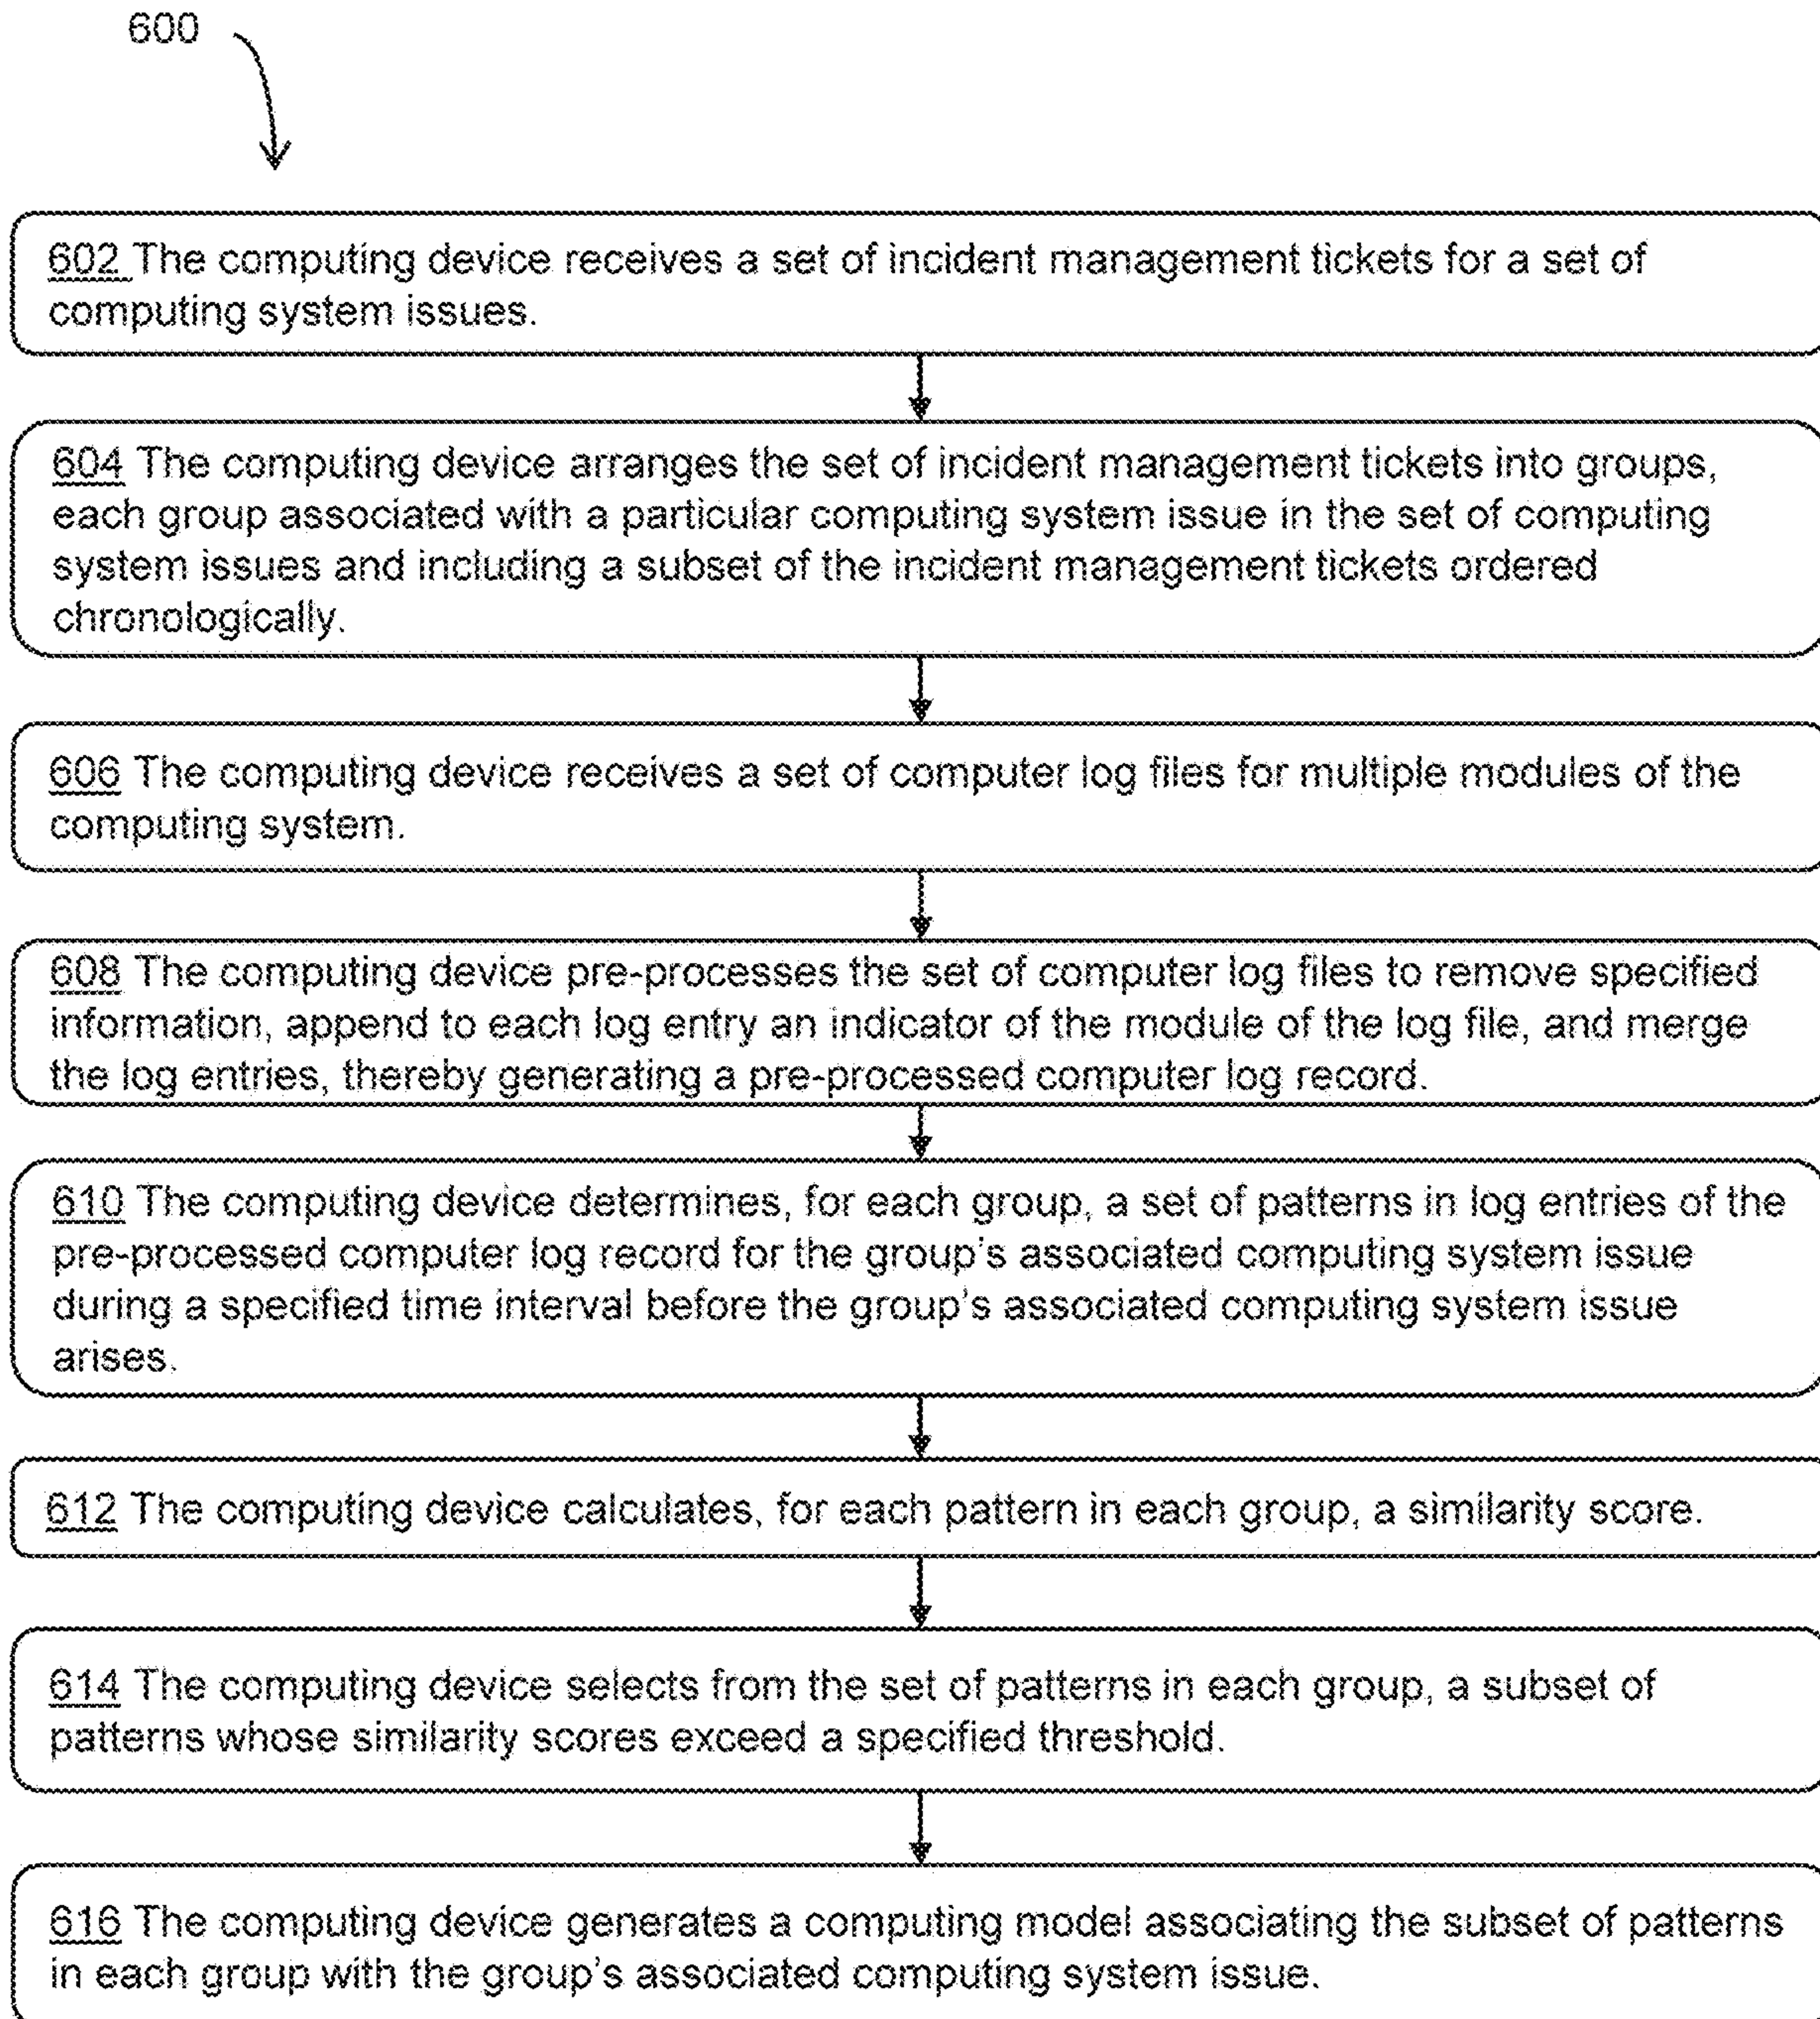 600
602 The computing device receives a set of incident management tickets for a set of
computing system issues.
604 The computing device arranges the set of incident management tickets into groups,
each group associated with a particular computing system issue in the set of computing
system issues and including a subset of the incident management tickets ordered
chronologically.
606 The computing device receives a set of computer log files for multiple modules of the
computing system.
608 The computing device pre-processes the set of computer log files to remove specified
information, append to each log entry an indicator of the module of the log file, and merge
the log entries, thereby generating a pre-processed computer log record.
610 The computing device determines, for each group, a set of patterns in log entries of the
pre-processed computer log record for the group's associated computing system issue
during a specified time interval before the group's associated computing system issue
arises.
612 The computing device calculates, for each pattern in each group, a similarity score.
614 The computing device selects from the set of patterns in each group, a subset of
patterns whose similarity scores exceed a specified threshold.
616 The computing device generates a computing model associating the subset of patterns
in each group with the group's associated computing system issue.